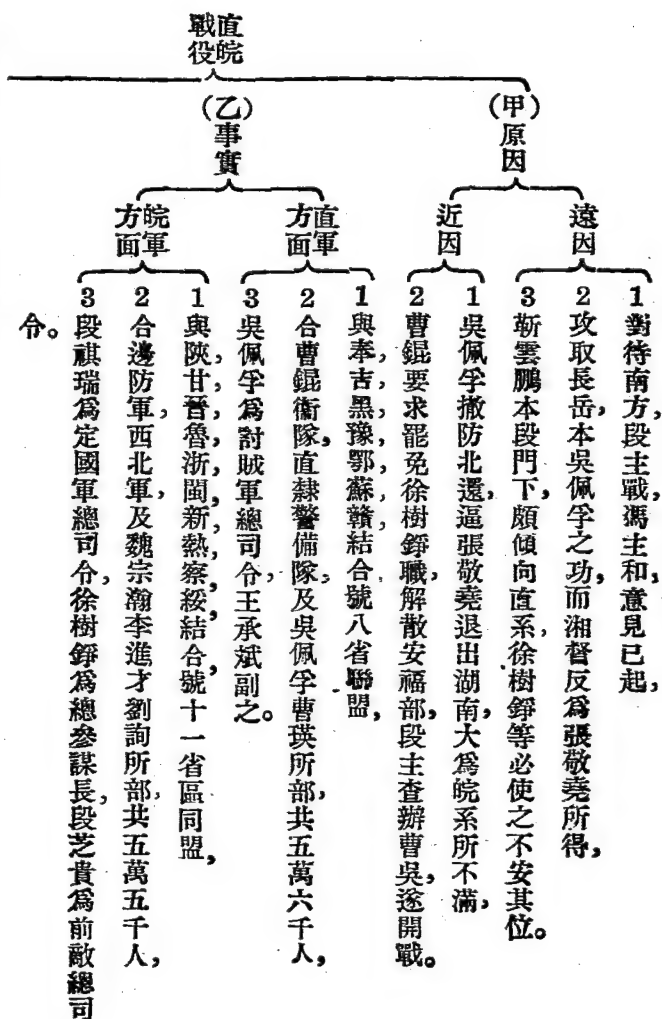 直皖戰役
(甲)原因
遠因
1對待南方,段主戰,馮主和,意見已起,
2攻取長岳,本吳佩孚之功,而湘督反爲張敬堯所得,
3靳雲鵬本段門下,頗傾向直系,徐樹錚等必使之不安其位。
近因
1吳佩孚撤防北還,逼張敬堯退出湖南,大爲皖系所不滿,
2曹錕要求罷免徐樹錚職,解散安福部,段主查辦曹吳,遂開戰。
(乙)事實
直軍方面
1與奉,吉,黑,豫,鄂,蘇,贛結合號八省聯盟,
2合曹錕衞隊,直隸警備隊,及吳佩孚曹瑛所部,共五萬六千人,
3吳佩孚爲討賊軍總司令,王承斌副之。
皖軍方面
1與陝,甘,晉,魯,浙,閩,新,熱,察,綏結合號十一省區同盟,
2合邊防軍,西北軍,及魏宗瀚李進才劉詢所部,共五萬五千人,
3段祺瑞爲定國軍總司令,徐樹錚爲總參謀長,段芝貴爲前敵總司
令。